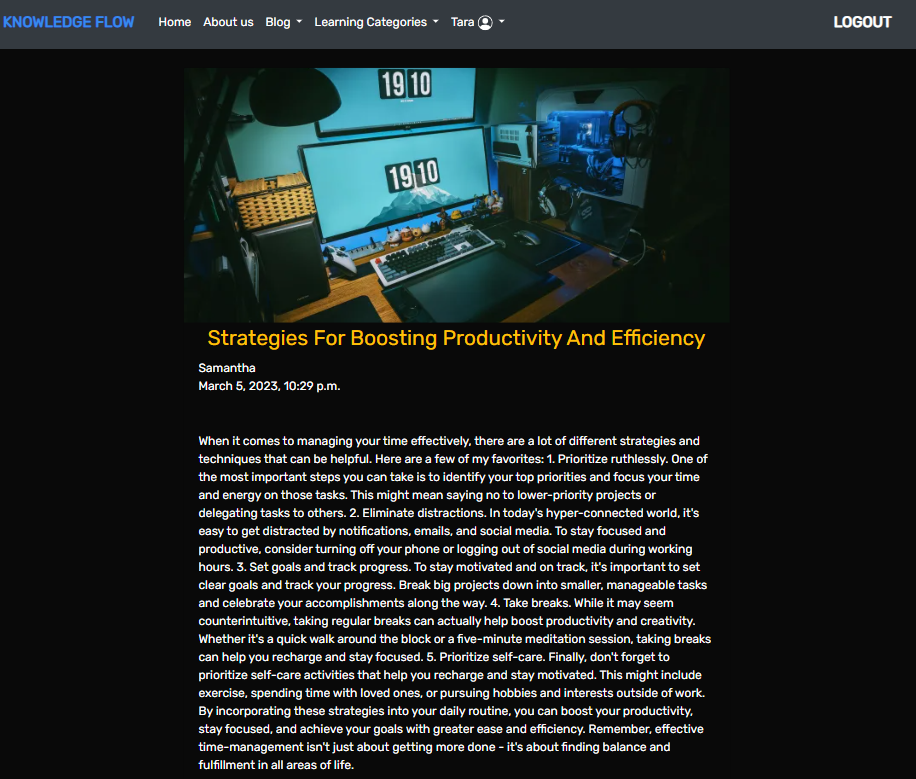 KNOWLEDGE FLOW Home About us Blog Learning Categories Tara LOGOUT
19 10
19 10
Strategies For Boosting Productivity And Efficiency
Samantha
March 5, 2023, 10:29 p.m.
When it comes to managing your time effectively, there are a lot of different strategies and
techniques that can be helpful. Here are a few of my favorites: 1. Prioritize ruthlessly. One of
the most important steps you can take is to identify your top priorities and focus your time
and energy on those tasks. This might mean saying no to lower-priority projects or
delegating tasks to others. 2. Eliminate distractions. In today's hyper-connected world, it's
easy to get distracted by notifications, emails, and social media. To stay focused and
productive, consider turning off your phone or logging out of social media during working
hours. 3. Set goals and track progress. To stay motivated and on track, it's important to set
clear goals and track your progress. Break big projects down into smaller, manageable tasks
and celebrate your accomplishments along the way. 4. Take breaks. While it may seem
counterintuitive, taking regular breaks can actually help boost productivity and creativity.
Whether it's a quick walk around the block or a five-minute meditation session, taking breaks
can help you recharge and stay focused. 5. Prioritize self-care. Finally, don't forget to
prioritize self-care activities that help you recharge and stay motivated. This might include
exercise, spending time with loved ones, or pursuing hobbies and interests outside of work.
By incorporating these strategies into your daily routine, you can boost your productivity,
stay focused, and achieve your goals with greater ease and efficiency. Remember, effective
time-management isn't just about getting more done - it's about finding balance and
fulfillment in all areas of life.